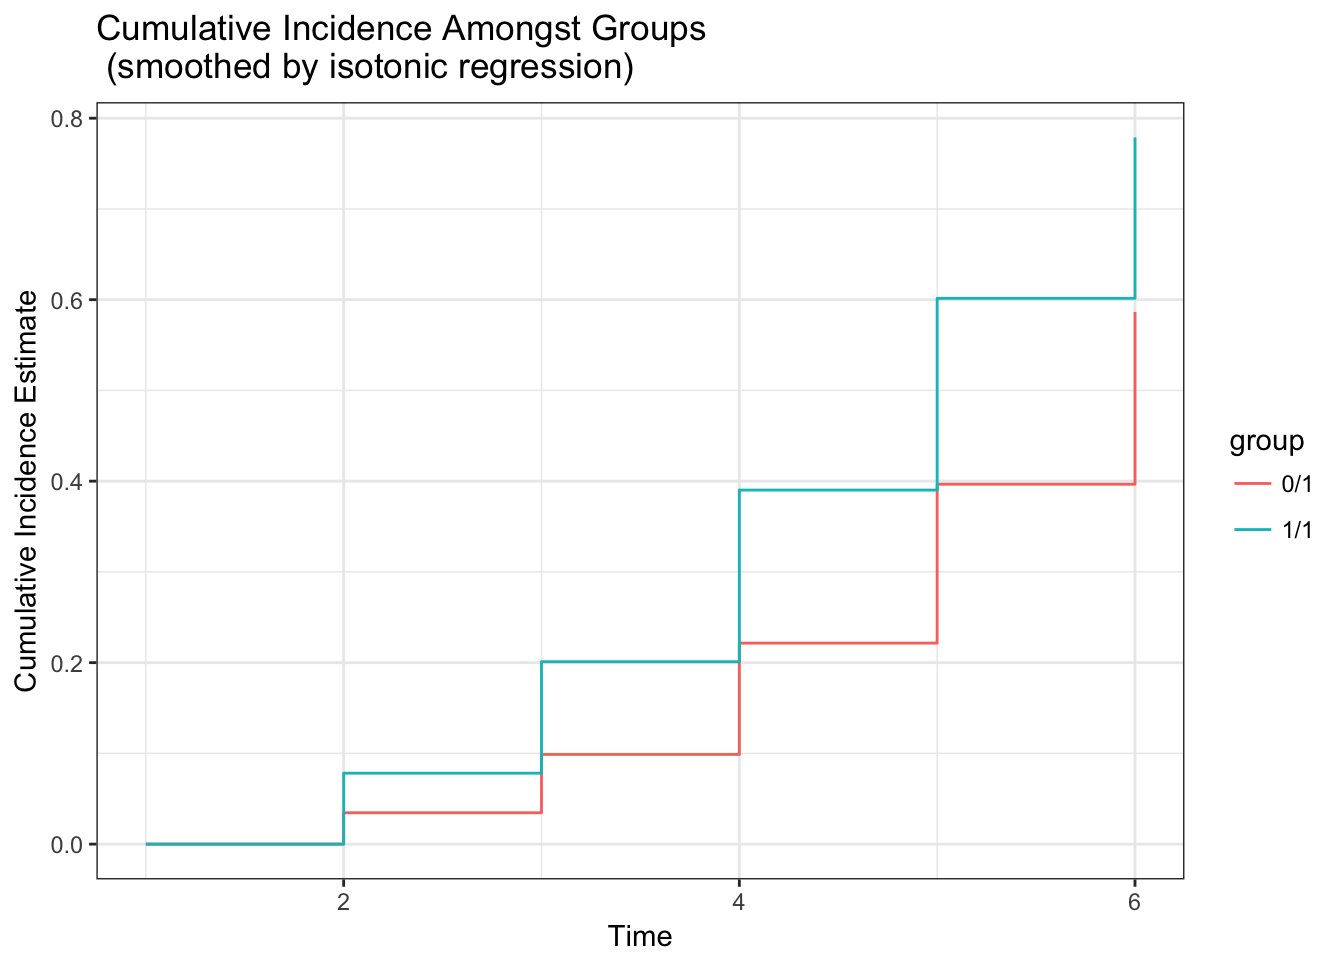 Cumulative Incidence Amongst Groups
(smoothed by isotonic regression)
Cumulative Incidence Estimate
0.8
0.6
0.4
0.2
0.0
2
4
6
Time
group
0/1
1/1